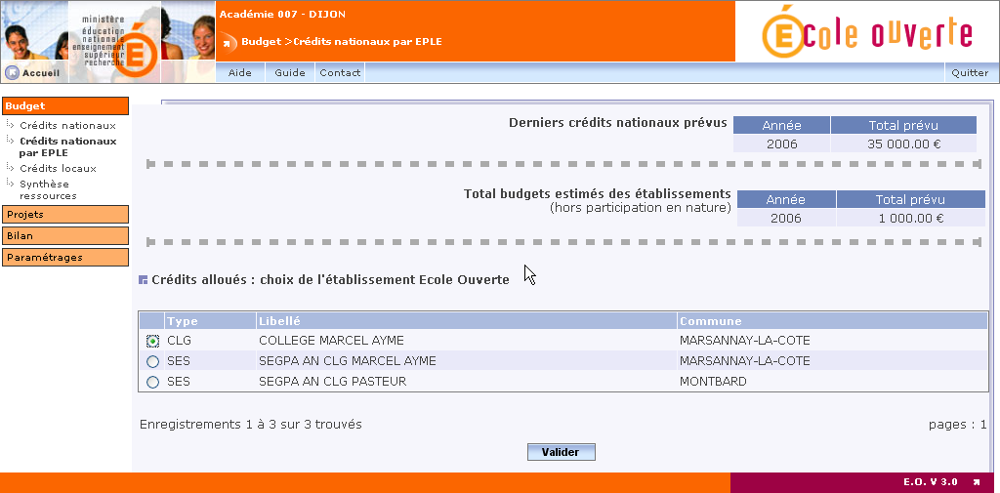 ministère
éducation
nationale
enseignement
supérieur
recherche
é
Accueil
Académie 007 - DIJON
Budget >Crédits nationaux par EPLE
école ouverte
Aide Guide Contact Quitter
Budget
Crédits nationaux
Crédits nationaux
par EPLE
Crédits locaux
Synthèse
ressources
Projets
Bilan
Paramétrages
Derniers crédits nationaux prévus Année Total prévu
2006 35 000.00 €
Total budgets estimés des établissements Année Total prévu
(hors participation en nature) 2006 1 000.00 €
Crédits alloués : choix de l'établissement Ecole Ouverte
Type Libellé Commune
CLG COLLEGE MARCEL AYME MARSANNAY-LA-COTE
SES SEGPA AN CLG MARCEL AYME MARSANNAY-LA-COTE
SES SEGPA AN CLG PASTEUR MONTBARD
Enregistrements 1 à 3 sur 3 trouvés pages : 1
Valider
E.O. V 3.0